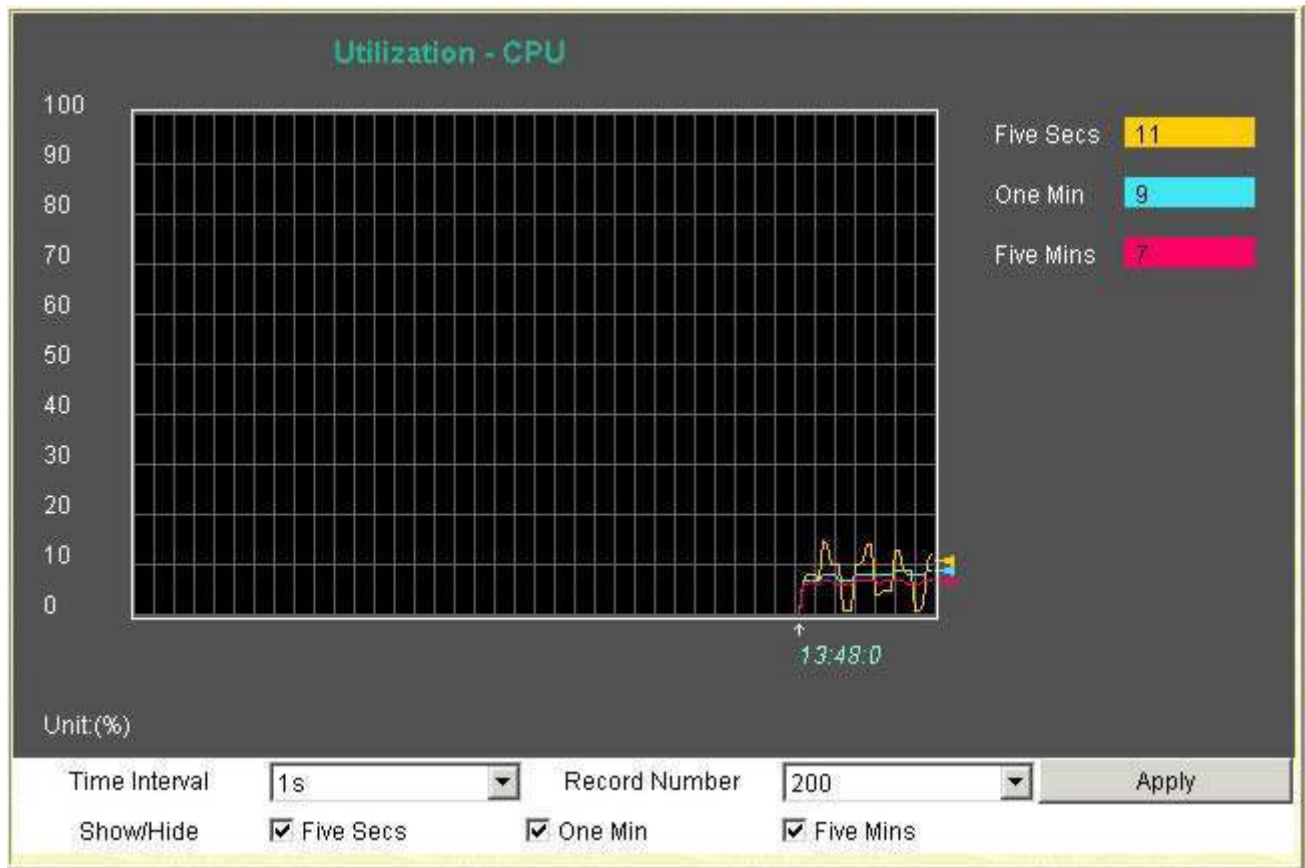 Utilization - CPU
100
90
80
70
60
50
40
30
20
10
0
Five Secs 11
One Min 9
Five Mins 7
13:48:0
Unit:(%)
Time Interval 1s Record Number 200 Apply
Show/Hide Five Secs One Min Five Mins